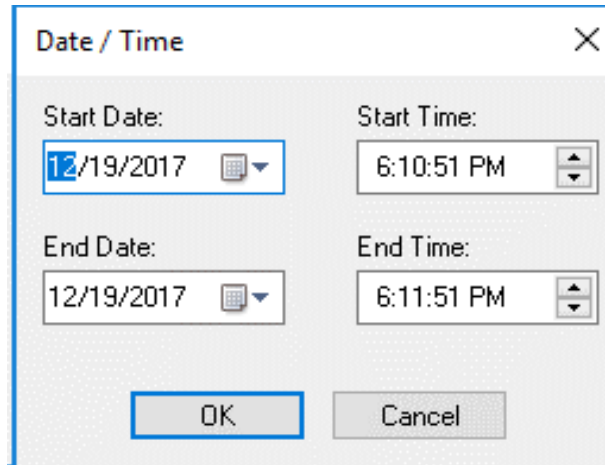 Date / Time
Start Date: Start Time:
12/19/2017 6:10:51 PM
End Date: End Time:
12/19/2017 6:11:51 PM
OK Cancel